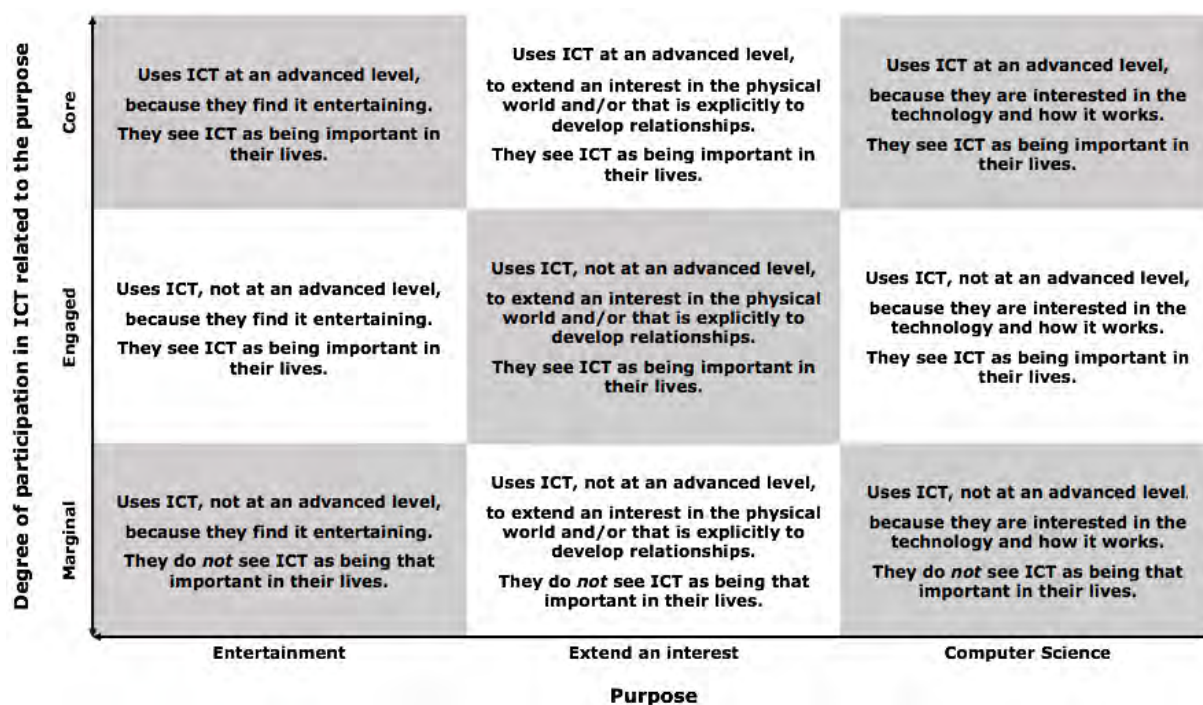 Degree of participation in ICT related to the purpose
Core
Uses ICT at an advanced level,
because they find it entertaining.
They see ICT as being important in
their lives.
Uses ICT at an advanced level,
to extend an interest in the physical
world and/or that is explicitly to
develop relationships.
They see ICT as being important in
their lives.
Uses ICT at an advanced level,
because they are interested in the
technology and how it works.
They see ICT as being important in
their lives.
Engaged
Uses ICT, not at an advanced level,
because they find it entertaining.
They see ICT as being important in
their lives.
Uses ICT, not at an advanced level,
to extend an interest in the physical
world and/or that is explicitly to
develop relationships.
They see ICT as being important in
their lives.
Uses ICT, not at an advanced level,
because they are interested in the
technology and how it works.
They see ICT as being important in
their lives.
Marginal
Uses ICT, not at an advanced level,
because they find it entertaining.
They do not see ICT as being that
important in their lives.
Uses ICT, not at an advanced level,
to extend an interest in the physical
world and/or that is explicitly to
develop relationships.
They do not see ICT as being that
important in their lives.
Uses ICT, not at an advanced level,
because they are interested in the
technology and how it works.
They do not see ICT as being that
important in their lives.
Entertainment
Extend an interest
Computer Science
Purpose